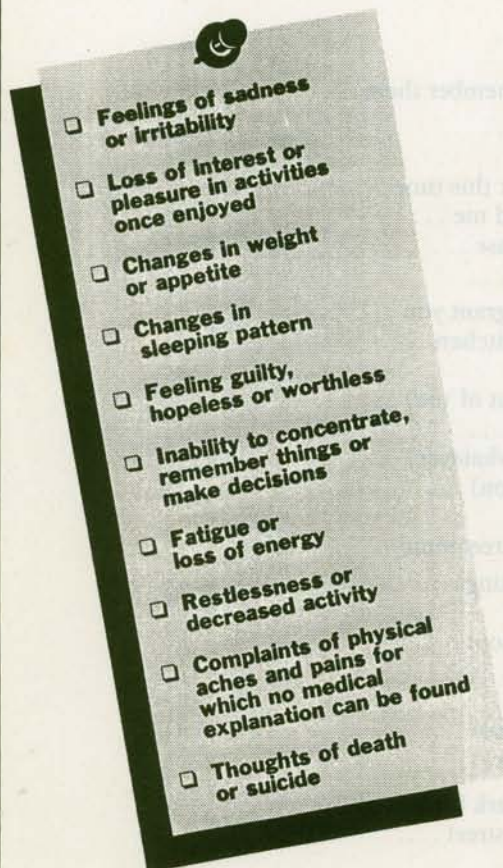 ❑ Feelings of sadness
or irritability
❑ Loss of Interest or
pleasure in activities
once enjoyed
❑ Changes in weight
or appetite
❑ Changes in
sleeping pattern
❑ Feeling guilty,
hopeless or worthless
❑ Inability to concentrate,
remember things or
make decisions
❑ Fatigue or
loss of energy
❑ Restlessness or
decreased activity
❑ Complaints of physical
aches and pains for
which no medical
explanation can be found
❑ Thoughts of death
or suicide